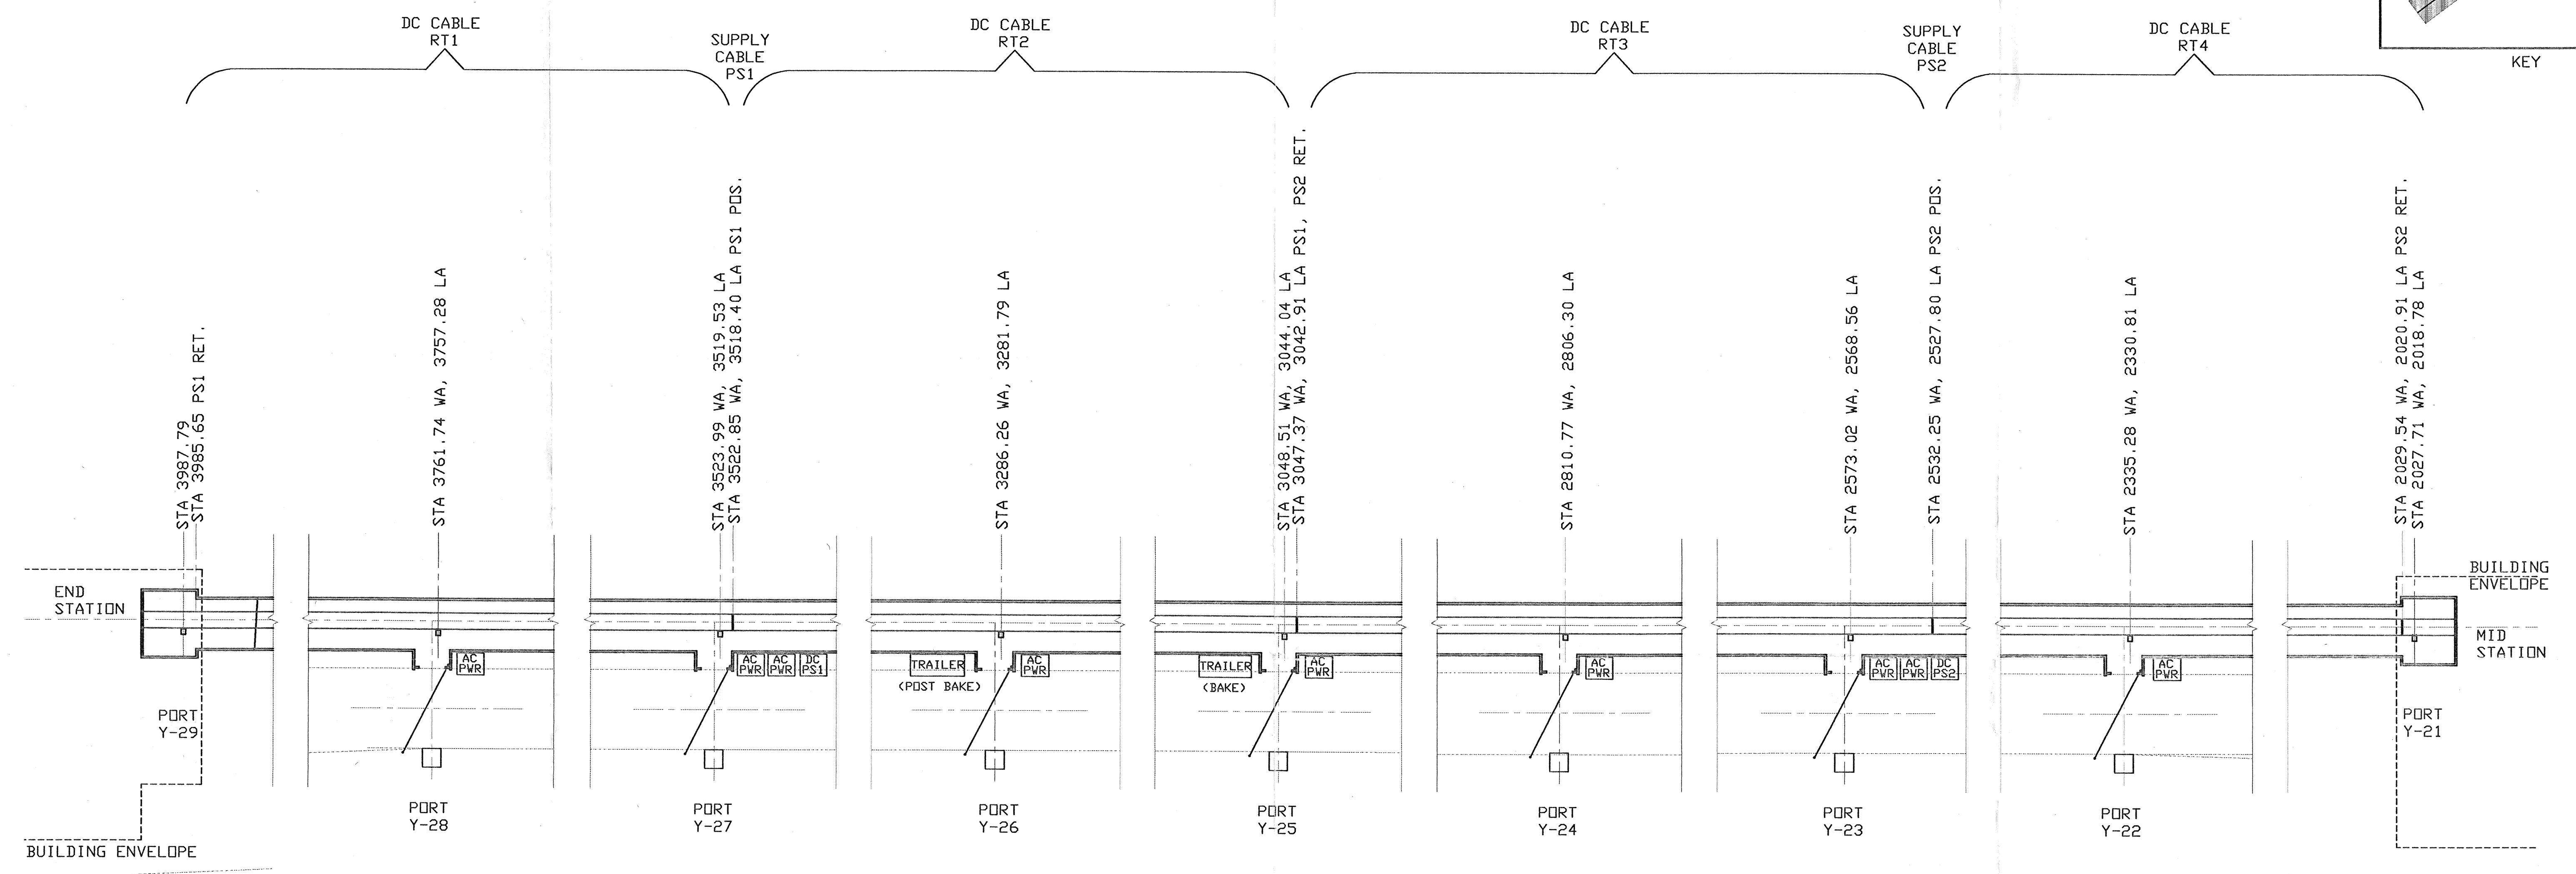 DC CABLE
RT1
SUPPLY
CABLE
PS1
DC CABLE
RT2
DC CABLE
RT3
SUPPLY
CABLE
PS2
DC CABLE
RT4
KEY
STA 3987.79
STA 3985.65 PS1 RET.
STA 3761.74 WA, 3757.28 LA
STA 3523.99 WA, 3519.53 LA
STA 3522.85 WA, 3518.40 LA PS1 POS.
STA 3286.26 WA, 3281.79 LA
STA 3048.51 WA, 3044.04 LA
STA 3047.37 WA, 3042.91 LA PS1, PS2 RET.
STA 2810.77 WA, 2806.30 LA
STA 2573.02 WA, 2568.56 LA
STA 2532.25 WA, 2527.80 LA PS2 POS.
STA 2335.28 WA, 2330.81 LA
STA 2029.54 WA, 2020.91 LA PS2 RET.
STA 2027.71 WA, 2018.78 LA
END
STATION
BUILDING
ENVELOPE
MID
STATION
AC
PWR
AC
PWR
AC
PWR
DC
PS1
TRAILER
(POST BAKE)
AC
PWR
TRAILER
(BAKE)
AC
PWR
AC
PWR
AC
PWR
AC
PWR
DC
PS2
AC
PWR
PORT
Y-29
PORT
Y-21
PORT
Y-28
PORT
Y-27
PORT
Y-26
PORT
Y-25
PORT
Y-24
PORT
Y-23
PORT
Y-22
BUILDING ENVELOPE